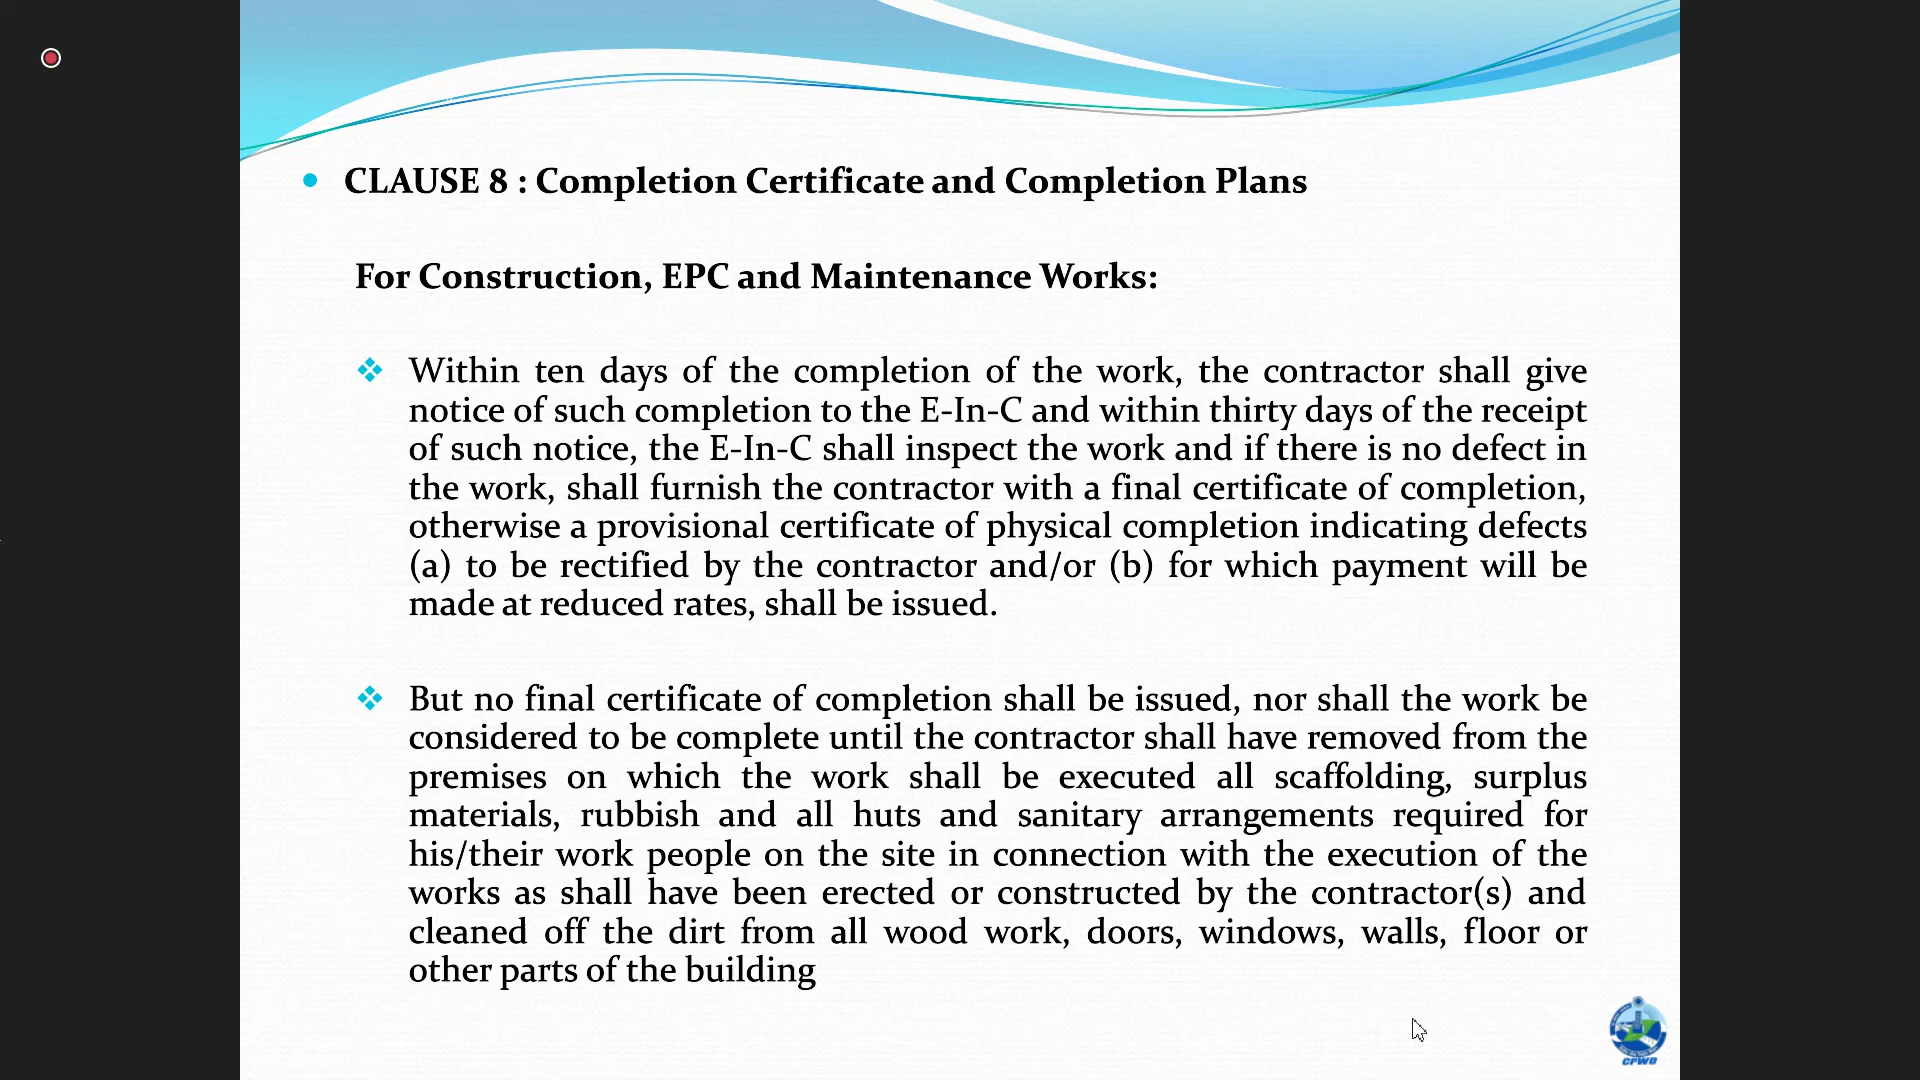 CLAUSE 8 : Completion Certificate and Completion Plans
For Construction, EPC and Maintenance Works:
Within ten days of the completion of the work, the contractor shall give
notice of such completion to the E-In-C and within thirty days of the receipt
of such notice, the E-In-C shall inspect the work and if there is no defect in
the work, shall furnish the contractor with a final certificate of completion,
otherwise a provisional certificate of physical completion indicating defects
(a) to be rectified by the contractor and/or (b) for which payment will be
made at reduced rates, shall be issued.
But no final certificate of completion shall be issued, nor shall the work be
considered to be complete until the contractor shall have removed from the
premises on which the work shall be executed all scaffolding, surplus
materials, rubbish and all huts and sanitary arrangements required for
his/their work people on the site in connection with the execution of the
works as shall have been erected or constructed by the contractor(s) and
cleaned off the dirt from all wood work, doors, windows, walls, floor or
other parts of the building
CPWD